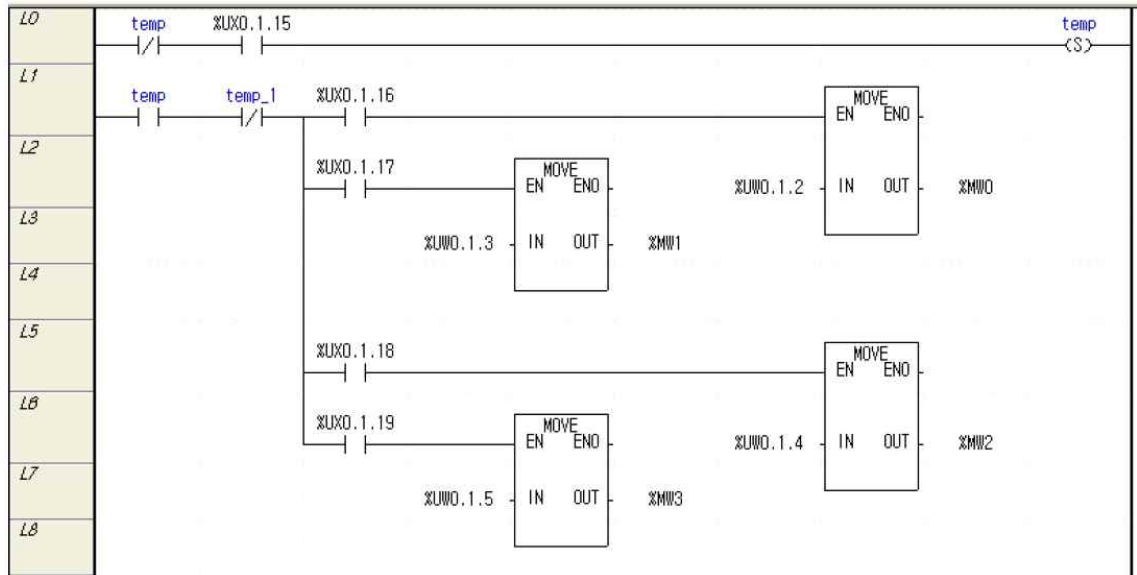 L0
temp %UX0.1.15 temp
(S)
L1
temp temp_1 %UX0.1.16 MOVE
EN ENO
L2
%UX0.1.17 MOVE
EN ENO
%UW0.1.2 IN OUT %MW0
L3
%UW0.1.3 IN OUT %MW1
L4
L5
%UX0.1.18 MOVE
EN ENO
L6
%UX0.1.19 MOVE
EN ENO
%UW0.1.4 IN OUT %MW2
L7
%UW0.1.5 IN OUT %MW3
L8